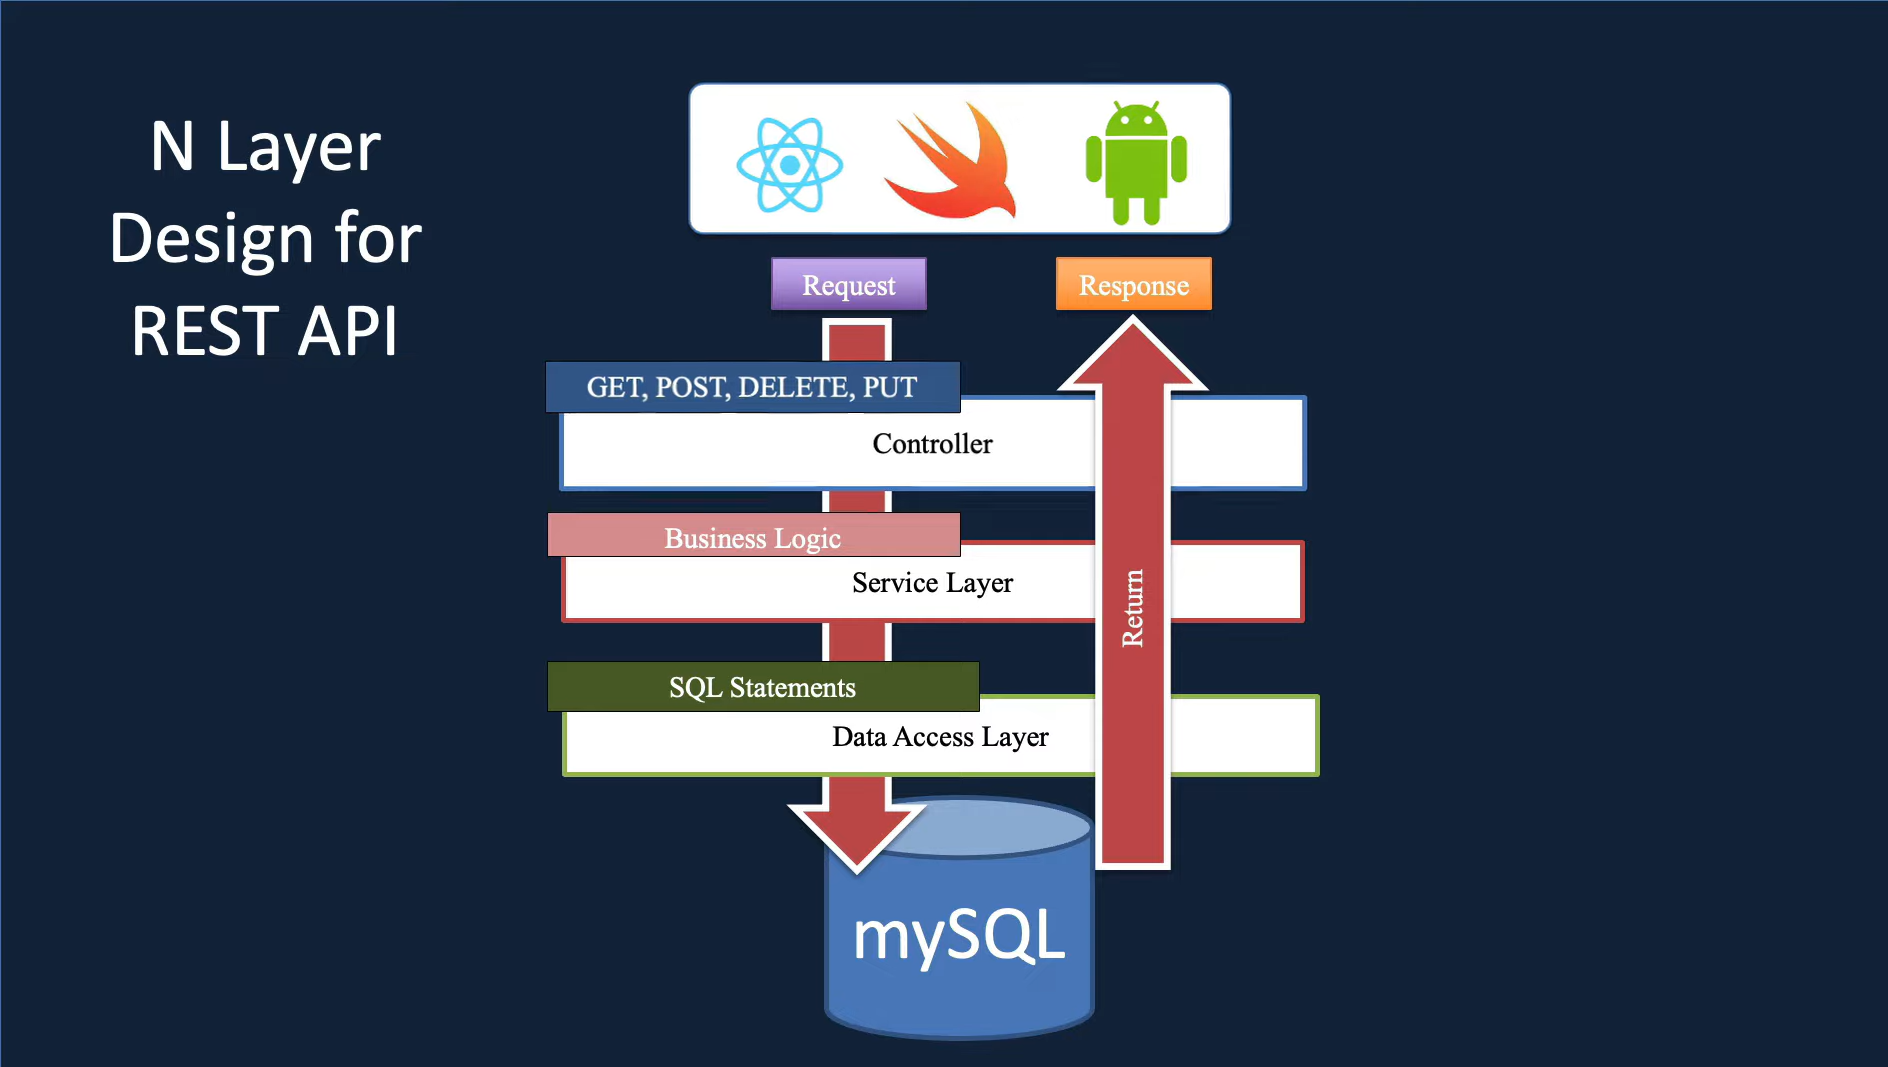 N Layer
Design for
REST API
Request
Response
GET, POST, DELETE, PUT
Controller
Business Logic
Service Layer
Return
SQL Statements
Data Access Layer
mySQL